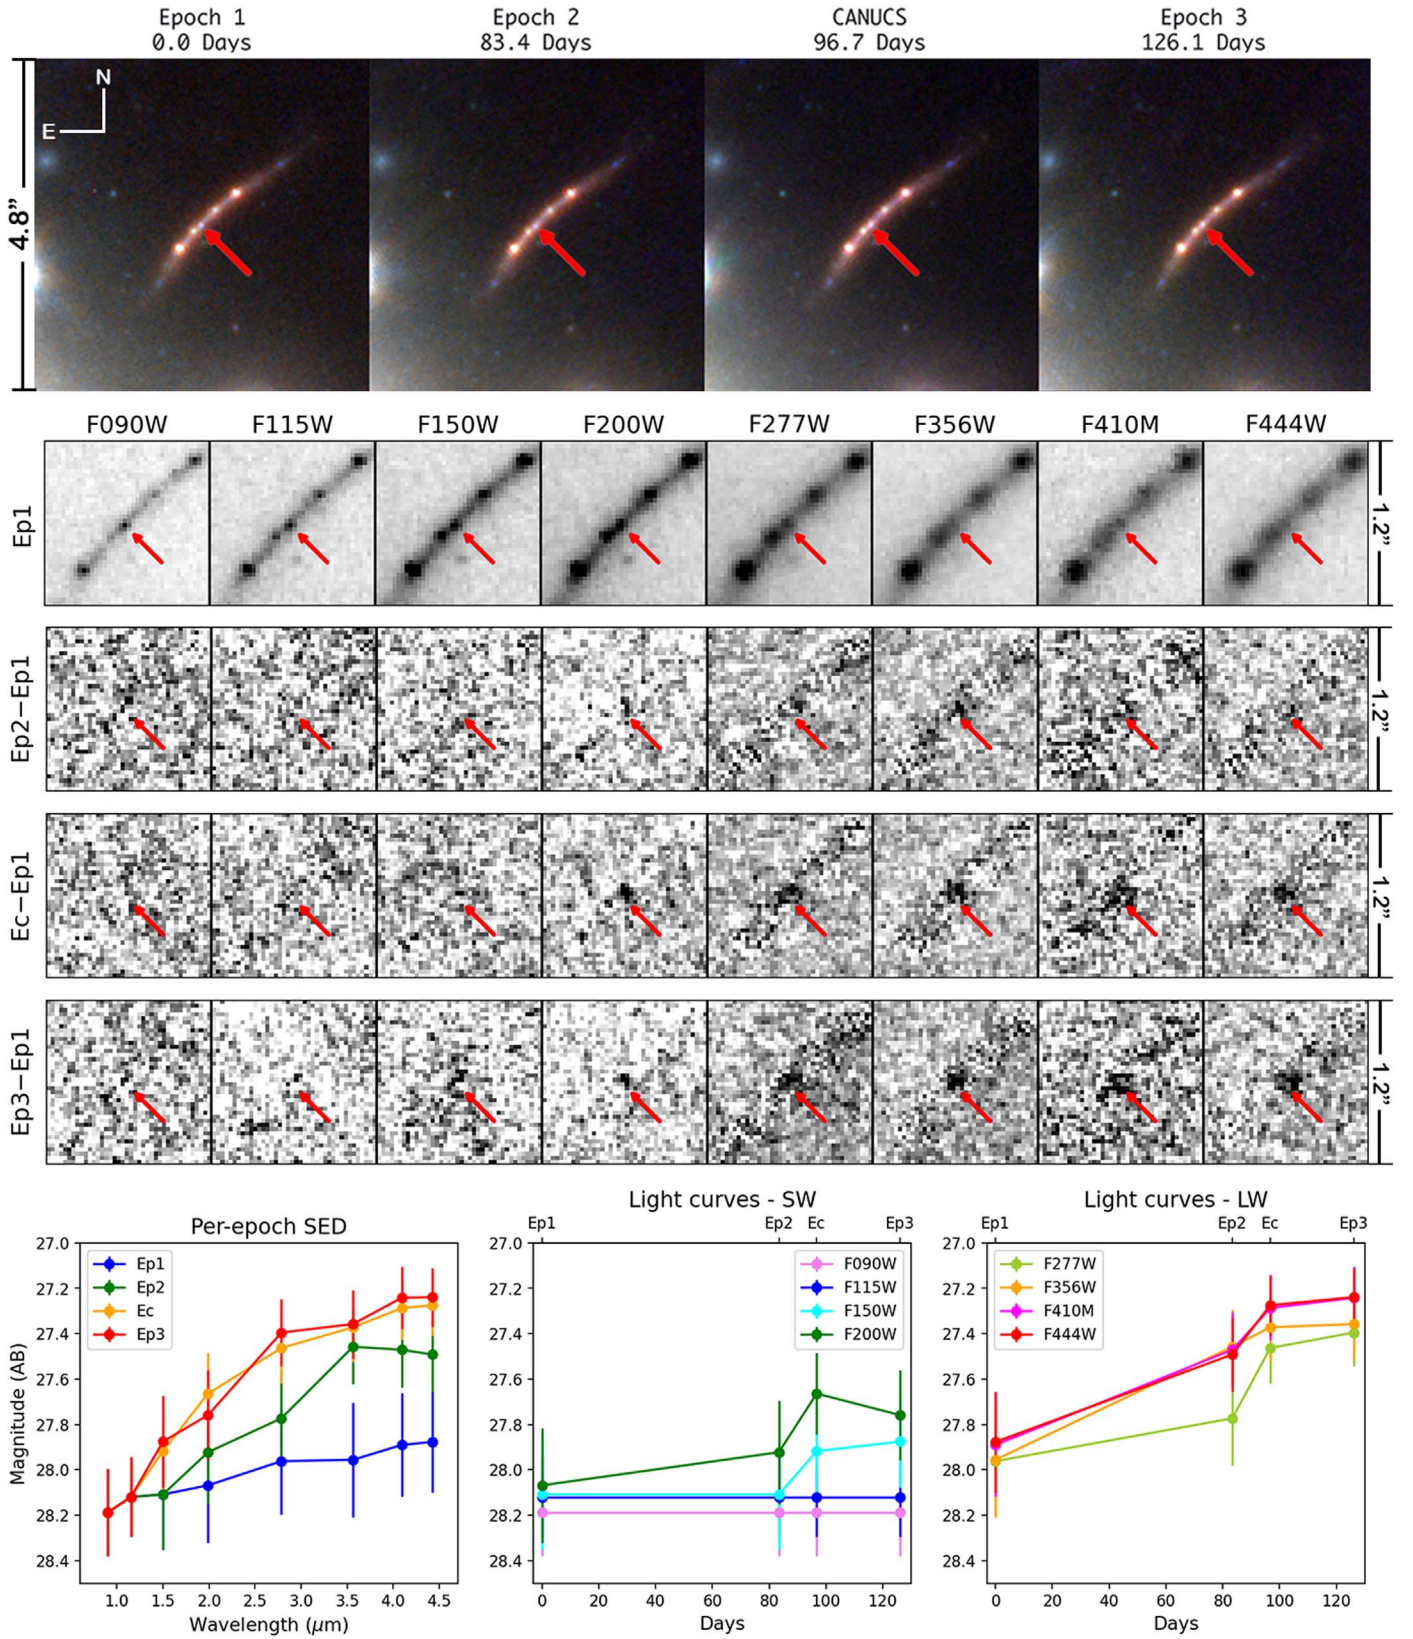 Epoch 1 Epoch 2 CANUCS Epoch 3
0.0 Days 83.4 Days 96.7 Days 126.1 Days
N
E
4.8”
F090W F115W F150W F200W F277W F356W F410M F444W
Ep1
1.2”
Ep2−Ep1
1.2”
Ec−Ep1
1.2”
Ep3−Ep1
1.2”
Per-epoch SED
Magnitude (AB)
27.0
27.2
27.4
27.6
27.8
28.0
28.2
28.4
Ep1
Ep2
Ec
Ep3
1.0 1.5 2.0 2.5 3.0 3.5 4.0 4.5
Wavelength (μm)
Light curves - SW
Ep1 Ep2 Ec Ep3
27.0
27.2
27.4
27.6
27.8
28.0
28.2
28.4
F090W
F115W
F150W
F200W
0 20 40 60 80 100 120
Days
Light curves - LW
Ep1 Ep2 Ec Ep3
27.0
27.2
27.4
27.6
27.8
28.0
28.2
28.4
F277W
F356W
F410M
F444W
0 20 40 60 80 100 120
Days